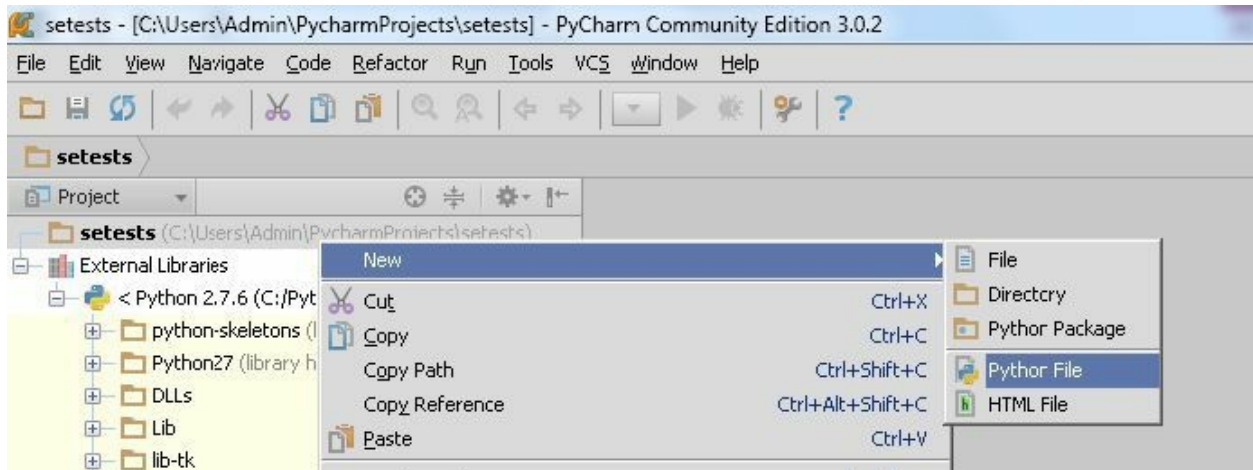 setests - [C:\Users\Admin\PycharmProjects\setests] - PyCharm Community Edition 3.0.2
File Edit View Navigate Code Refactor Run Tools VCS Window Help
setests
Project
setests (C:\Users\Admin\PycharmProjects\setests)
External Libraries
< Python 2.7.6 (C:/Pyt
python-skeletons (l
Python27 (library h
DLLs
Lib
lib-tk
New
Cut Ctrl+X
Copy Ctrl+C
Copy Path Ctrl+Shift+C
Copy Reference Ctrl+Alt+Shift+C
Paste Ctrl+V
File
Directcry
Pythor Package
Pythor File
HTML File